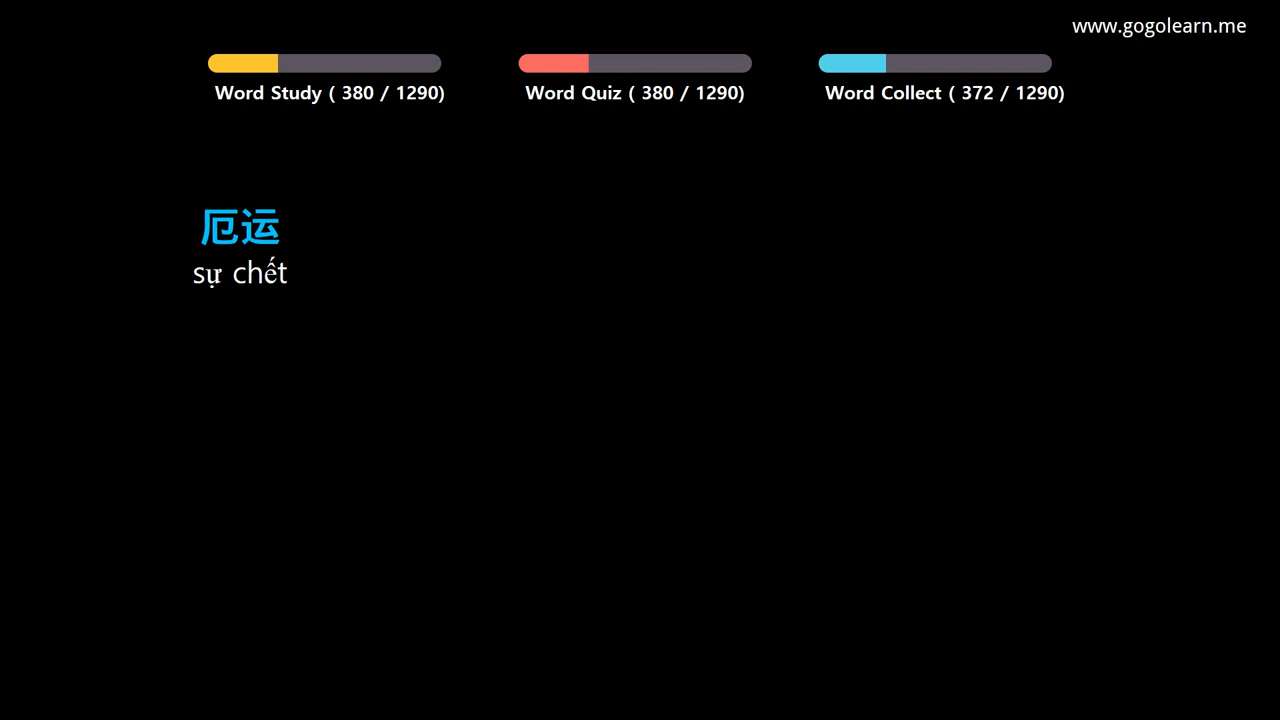 www.gogolearn.me
Word Study ( 380 / 1290)
Word Quiz ( 380 / 1290)
Word Collect ( 372 / 1290)
厄运
sự chết